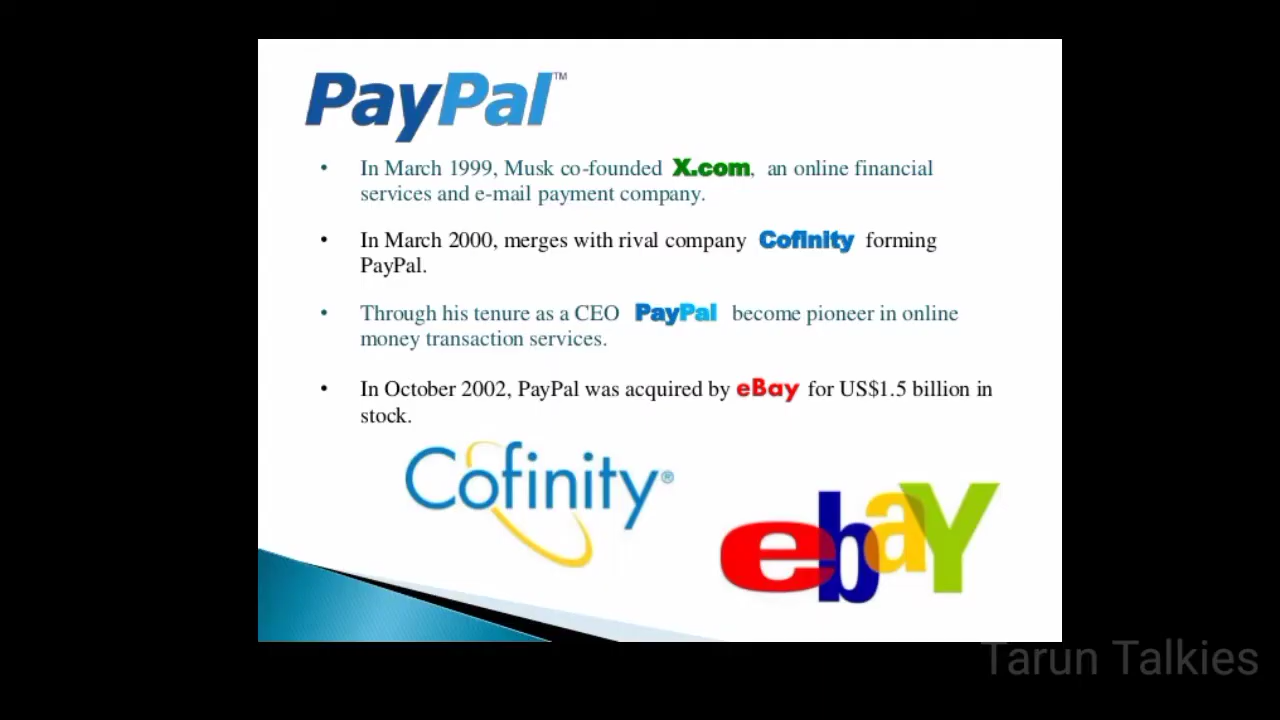 PayPal™
• In March 1999, Musk co-founded X.com, an online financial
services and e-mail payment company.
• In March 2000, merges with rival company Cofinity forming
PayPal.
• Through his tenure as a CEO PayPal become pioneer in online
money transaction services.
• In October 2002, PayPal was acquired by eBay for US$1.5 billion in
stock.
Cofinity®
ebaY
Tarun Talkies